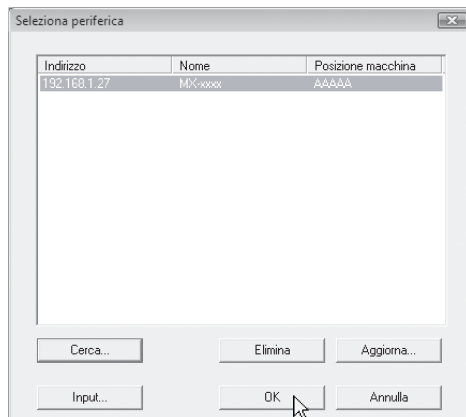 Seleziona periferica
Indirizzo Nome Posizione macchina
192.168.1.27 MX-xxxx AAAAA
Cerca... Elimina Aggiorna...
Input... OK Annulla